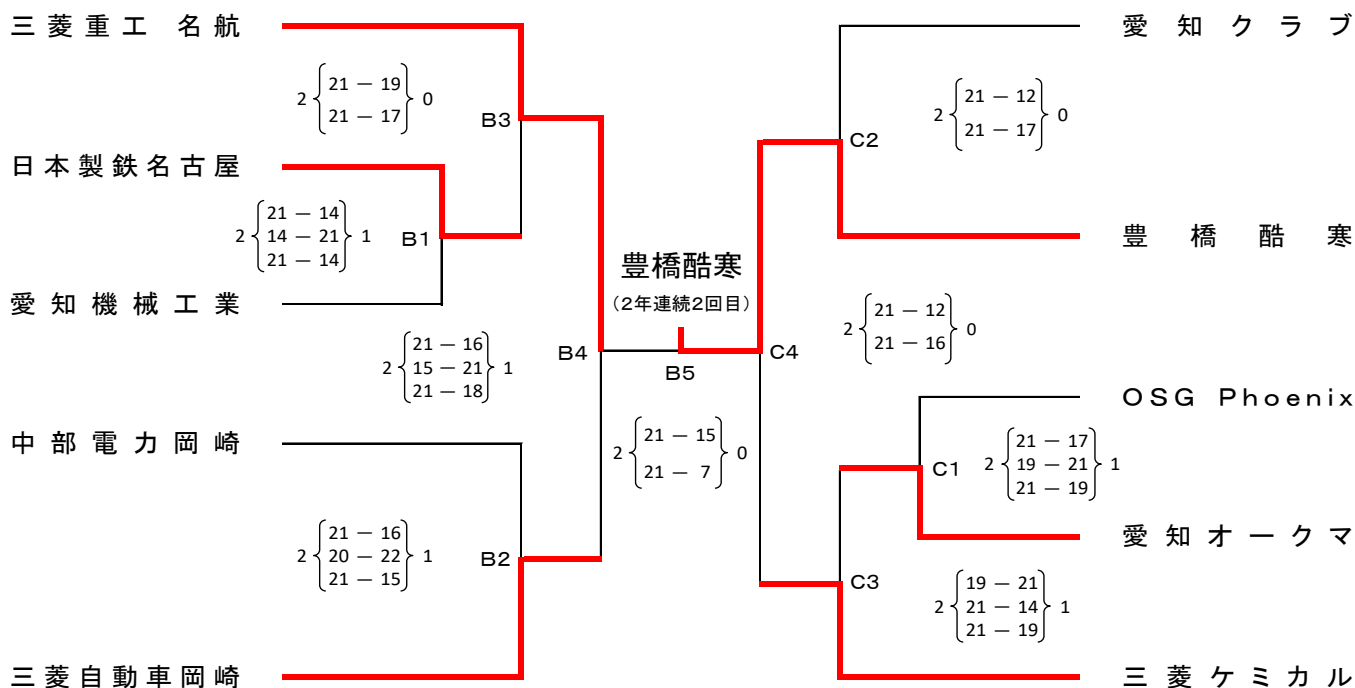 三菱重工 名航
2 21 － 19 0
21 － 17
B3
日本製鉄名古屋
2 21 － 14 1
14 － 21
21 － 14
B1
愛知機械工業
2 21 － 16 1
15 － 21
21 － 18
B4
中部電力岡崎
2 21 － 16 1
20 － 22
21 － 15
B2
三菱自動車岡崎
豊橋酷寒
（2年連続2回目）
B5
2 21 － 15 0
21 － 7
愛知クラブ
2 21 － 12 0
21 － 17
C2
豊橋酷寒
2 21 － 12 0
21 － 16
C4
OSG Phoenix
2 21 － 17 1
19 － 21
21 － 19
C1
愛知オークマ
2 19 － 21 1
21 － 14
21 － 19
C3
三菱ケミカル